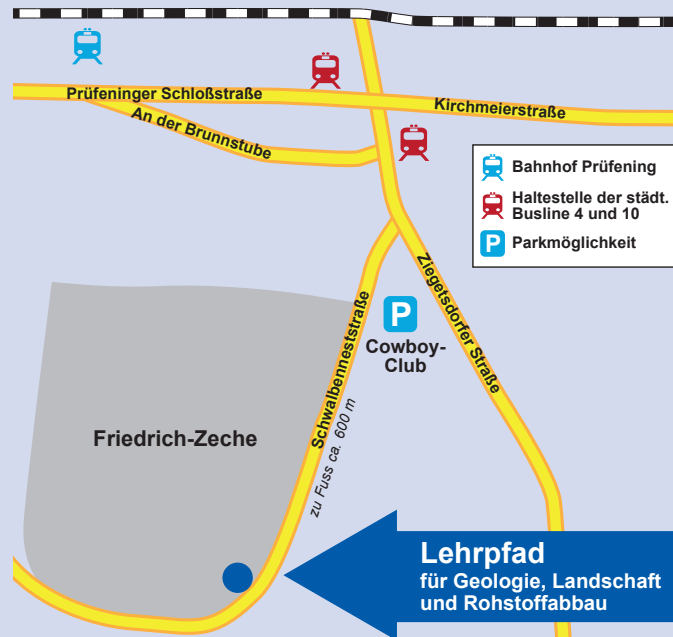 Prüfeninger Schloßstraße
Kirchmeierstraße
An der Brunnstube
Bahnhof Prüfening
Haltestelle der städt.
Busline 4 und 10
P Parkmöglichkeit
Ziegetsdorfer Straße
Schwalbenneststraße
P
Cowboy-
Club
zu Fuss ca. 600 m
Friedrich-Zeche
Lehrpfad
für Geologie, Landschaft
und Rohstoffabbau